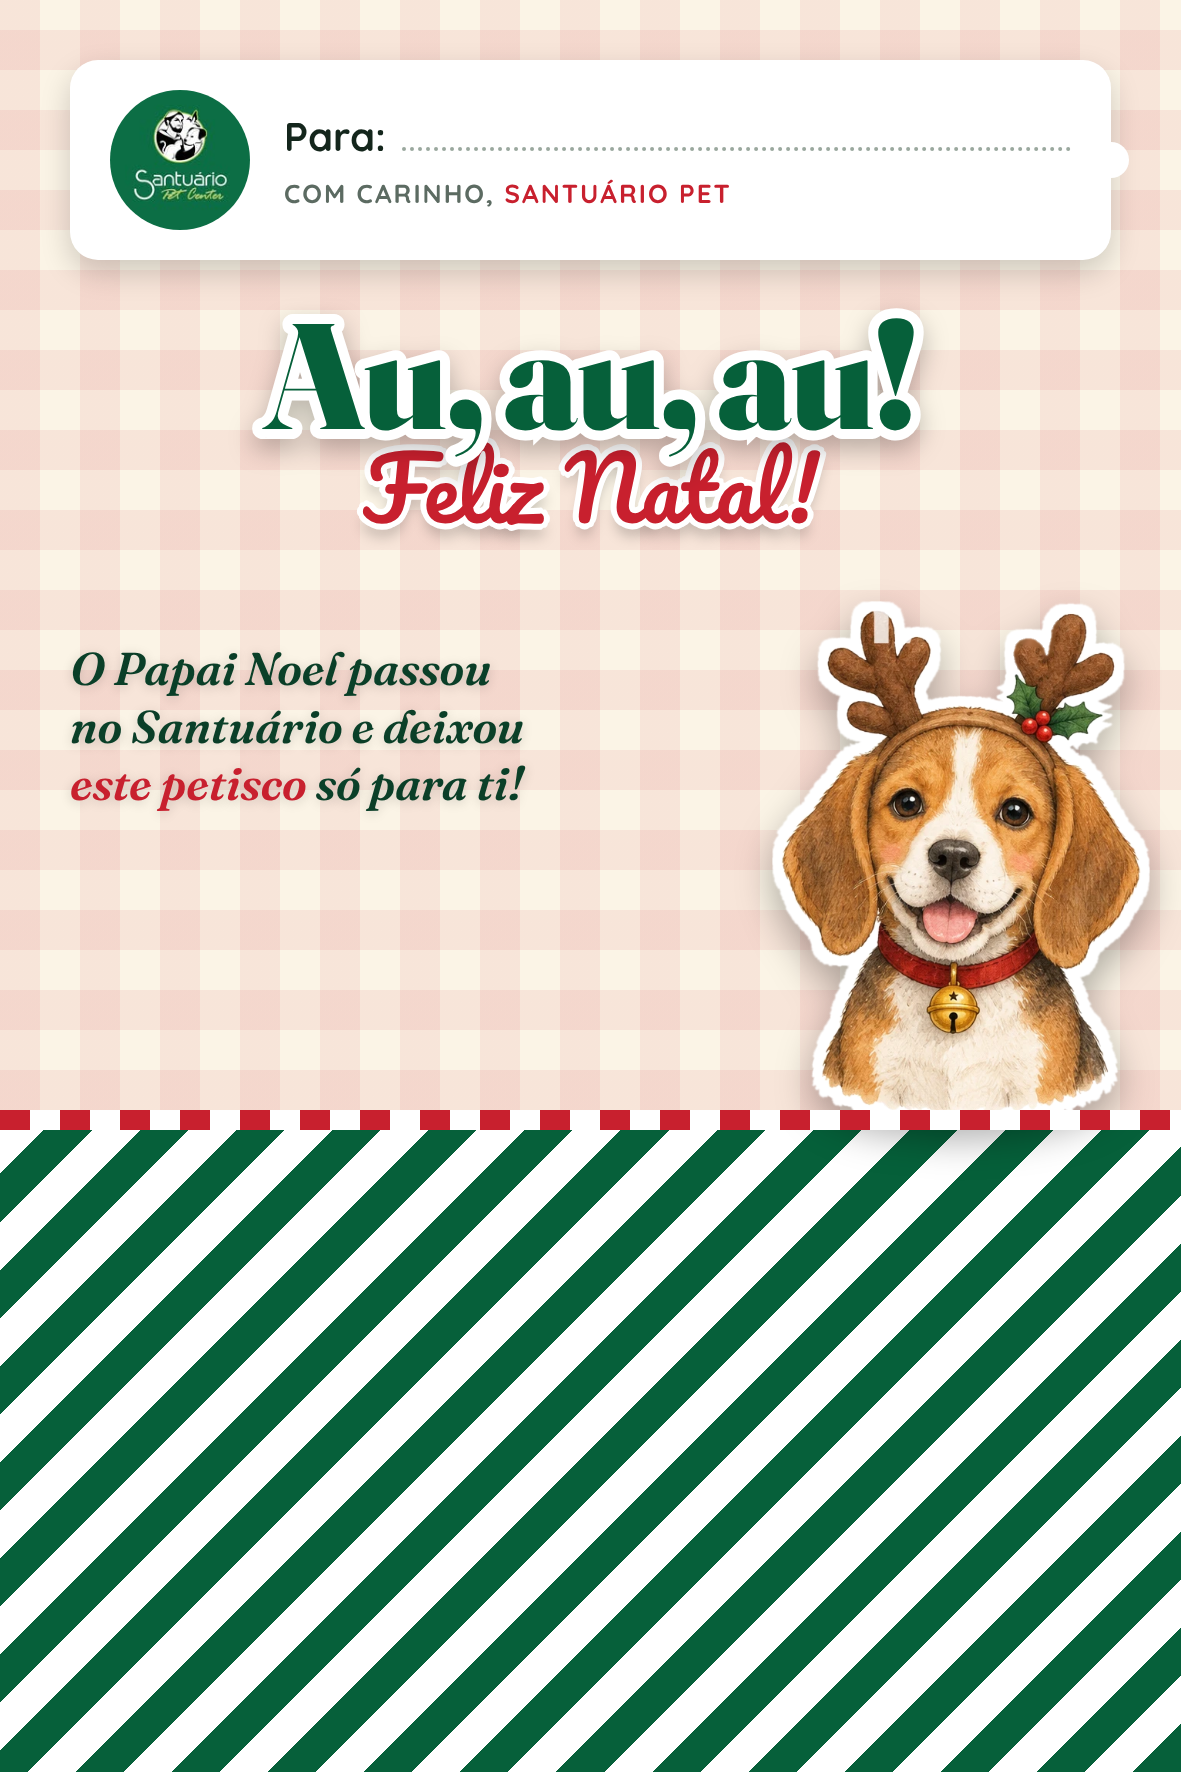 Santuário
Pet Center
Para:
COM CARINHO, SANTUÁRIO PET
Au, au, au!
Feliz Natal!
O Papai Noel passou
no Santuário e deixou
este petisco só para ti!